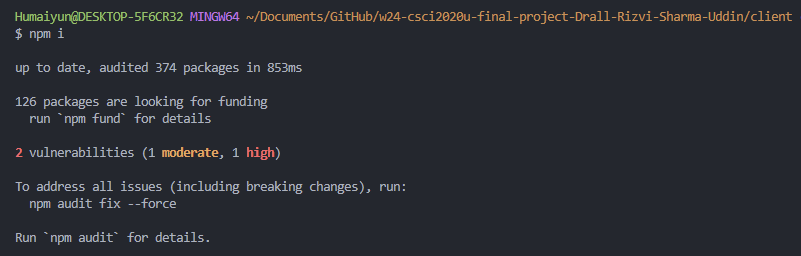 Humaiyun@DESKTOP-5F6CR32 MINGW64 ~/Documents/GitHub/w24-csci2020u-final-project-Drall-Rizvi-Sharma-Uddin/client
$ npm i
up to date, audited 374 packages in 853ms
126 packages are looking for funding
run `npm fund` for details
2 vulnerabilities (1 moderate, 1 high)
To address all issues (including breaking changes), run:
npm audit fix --force
Run `npm audit` for details.